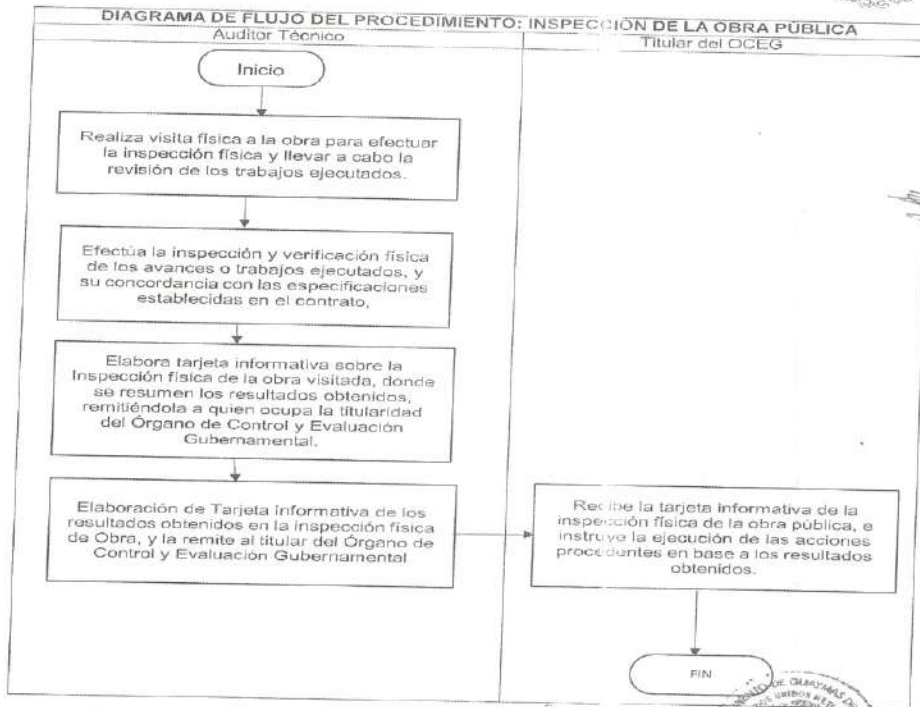 DIAGRAMA DE FLUJO DEL PROCEDIMIENTO: INSPECCIÓN DE LA OBRA PÚBLICA
Auditor Técnico
Titular del OCEG
Inicio
Realiza visita física a la obra para efectuar
la inspección física y llevar a cabo la
revisión de los trabajos ejecutados.
Efectúa la inspección y verificación física
de los avances o trabajos ejecutados, y
su concordancia con las especificaciones
establecidas en el contrato,
Elabora tarjeta informativa sobre la
Inspección física de la obra visitada, donde
se resumen los resultados obtenidos,
remitiéndola a quien ocupa la titularidad
del Órgano de Control y Evaluación
Gubernamental.
Elaboración de Tarjeta informativa de los
resultados obtenidos en la inspección física
de Obra, y la remite al titular del Órgano de
Control y Evaluación Gubernamental
Recibe la tarjeta informativa de la
inspección física de la obra pública, e
instruye la ejecución de las acciones
procedentes en base a los resultados
obtenidos.
FIN
DE GUAYMAS
UNIDOS